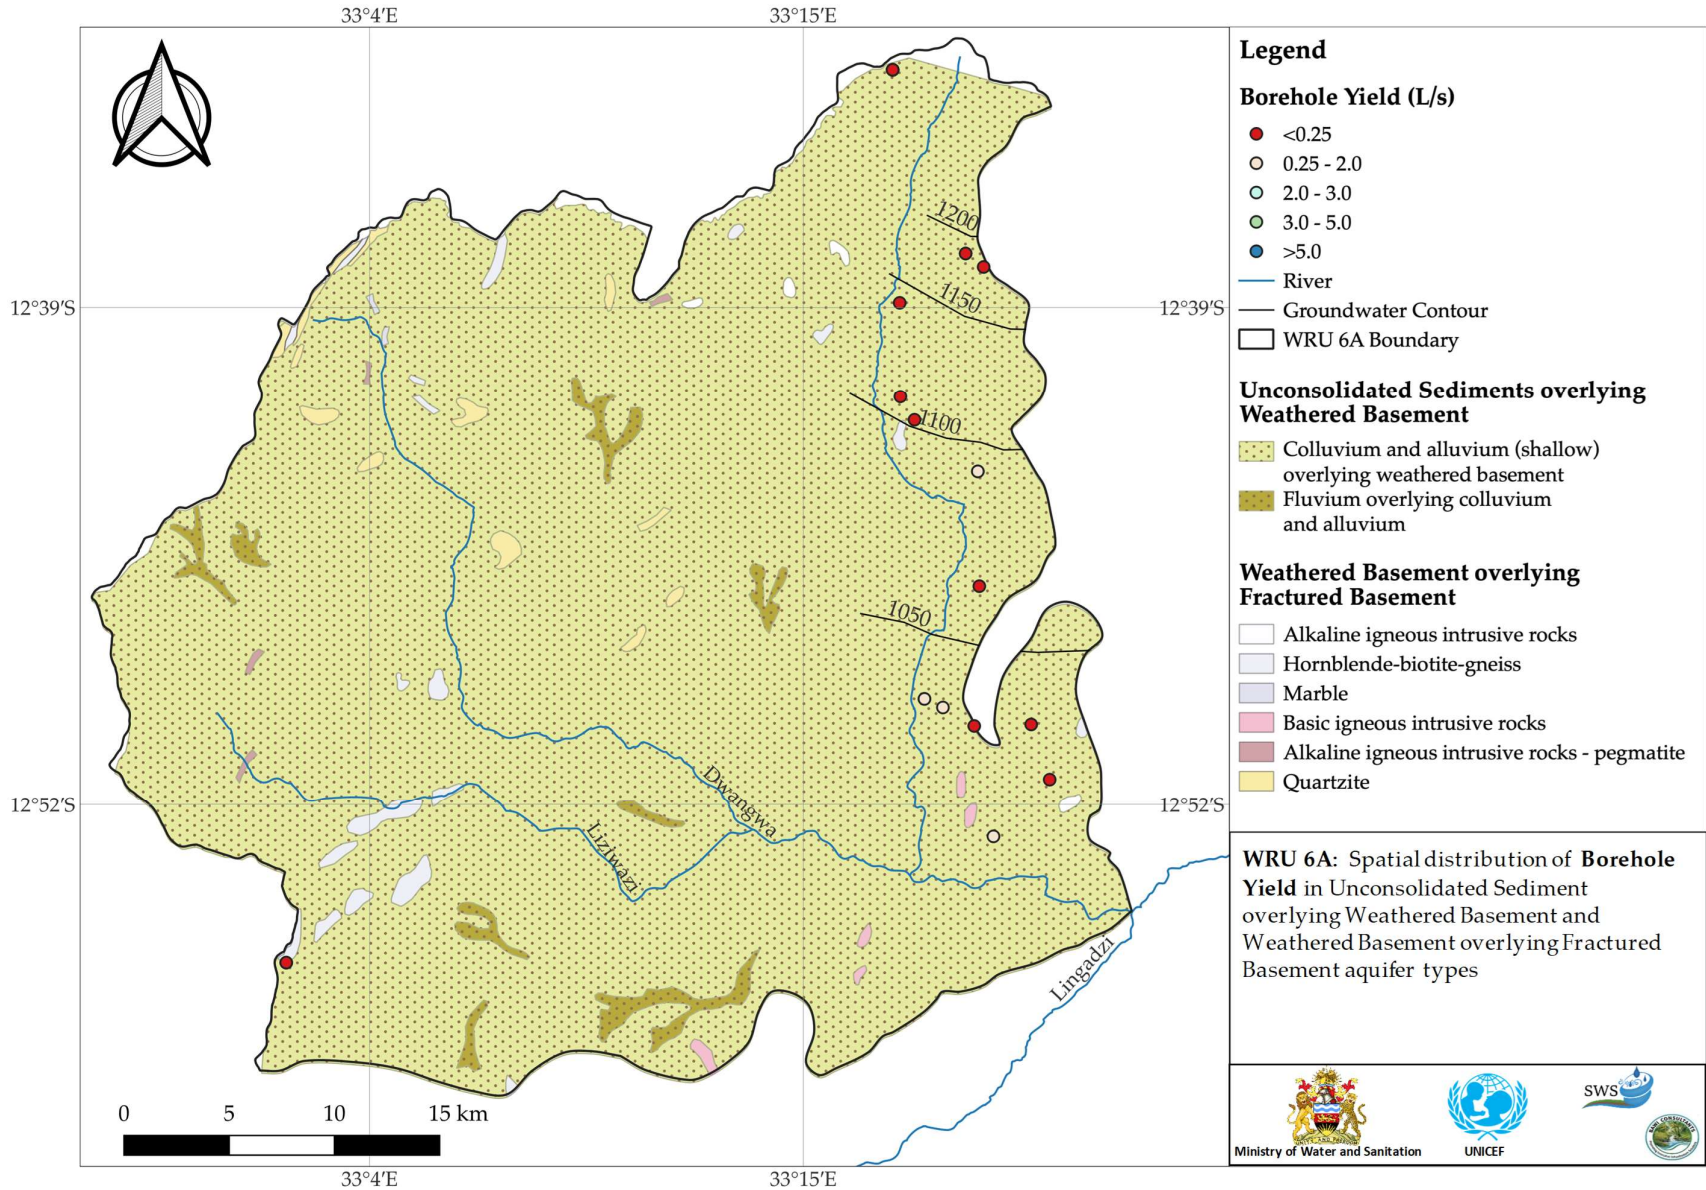 33°4′E
33°15′E
12°39′S
12°39′S
12°52′S
12°52′S
33°4′E
33°15′E
1200
1150
1100
1050
Dwangwa
Liziwazi
Lingadzi
0 5 10 15 km
Legend
Borehole Yield (L/s)
<0.25
0.25 - 2.0
2.0 - 3.0
3.0 - 5.0
>5.0
River
Groundwater Contour
WRU 6A Boundary
Unconsolidated Sediments overlying
Weathered Basement
Colluvium and alluvium (shallow)
overlying weathered basement
Fluvium overlying colluvium
and alluvium
Weathered Basement overlying
Fractured Basement
Alkaline igneous intrusive rocks
Hornblende-biotite-gneiss
Marble
Basic igneous intrusive rocks
Alkaline igneous intrusive rocks - pegmatite
Quartzite
WRU 6A: Spatial distribution of Borehole
Yield in Unconsolidated Sediment
overlying Weathered Basement and
Weathered Basement overlying Fractured
Basement aquifer types
Ministry of Water and Sanitation
UNICEF
SWS